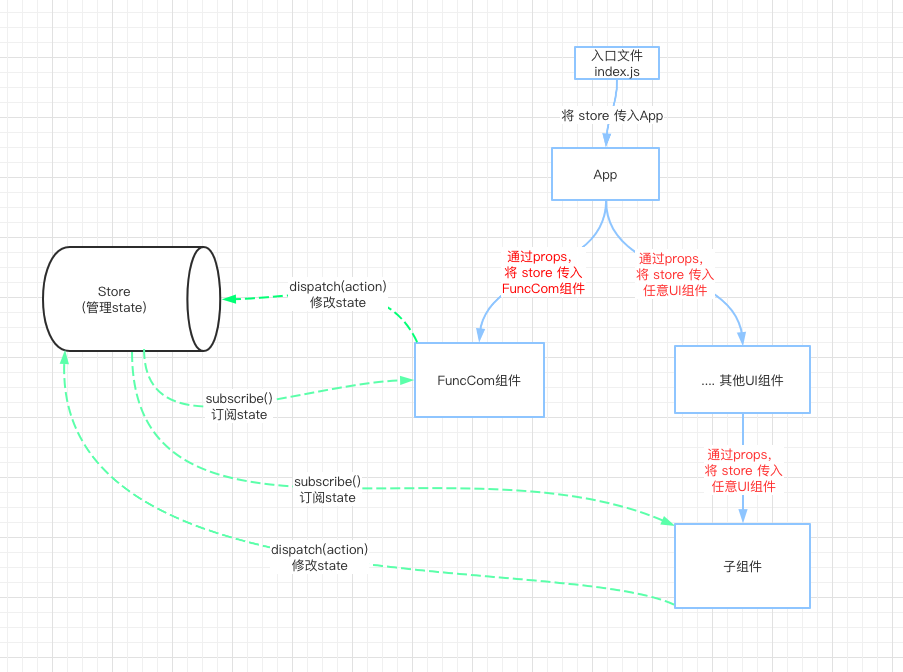 入口文件
index.js
将 store 传入App
App
通过props，
将 store 传入
FuncCom组件
通过props，
将 store 传入
任意UI组件
Store
(管理state)
dispatch(action)
修改state
FuncCom组件
.... 其他UI组件
subscribe()
订阅state
通过props，
将 store 传入
任意UI组件
subscribe()
订阅state
dispatch(action)
修改state
子组件